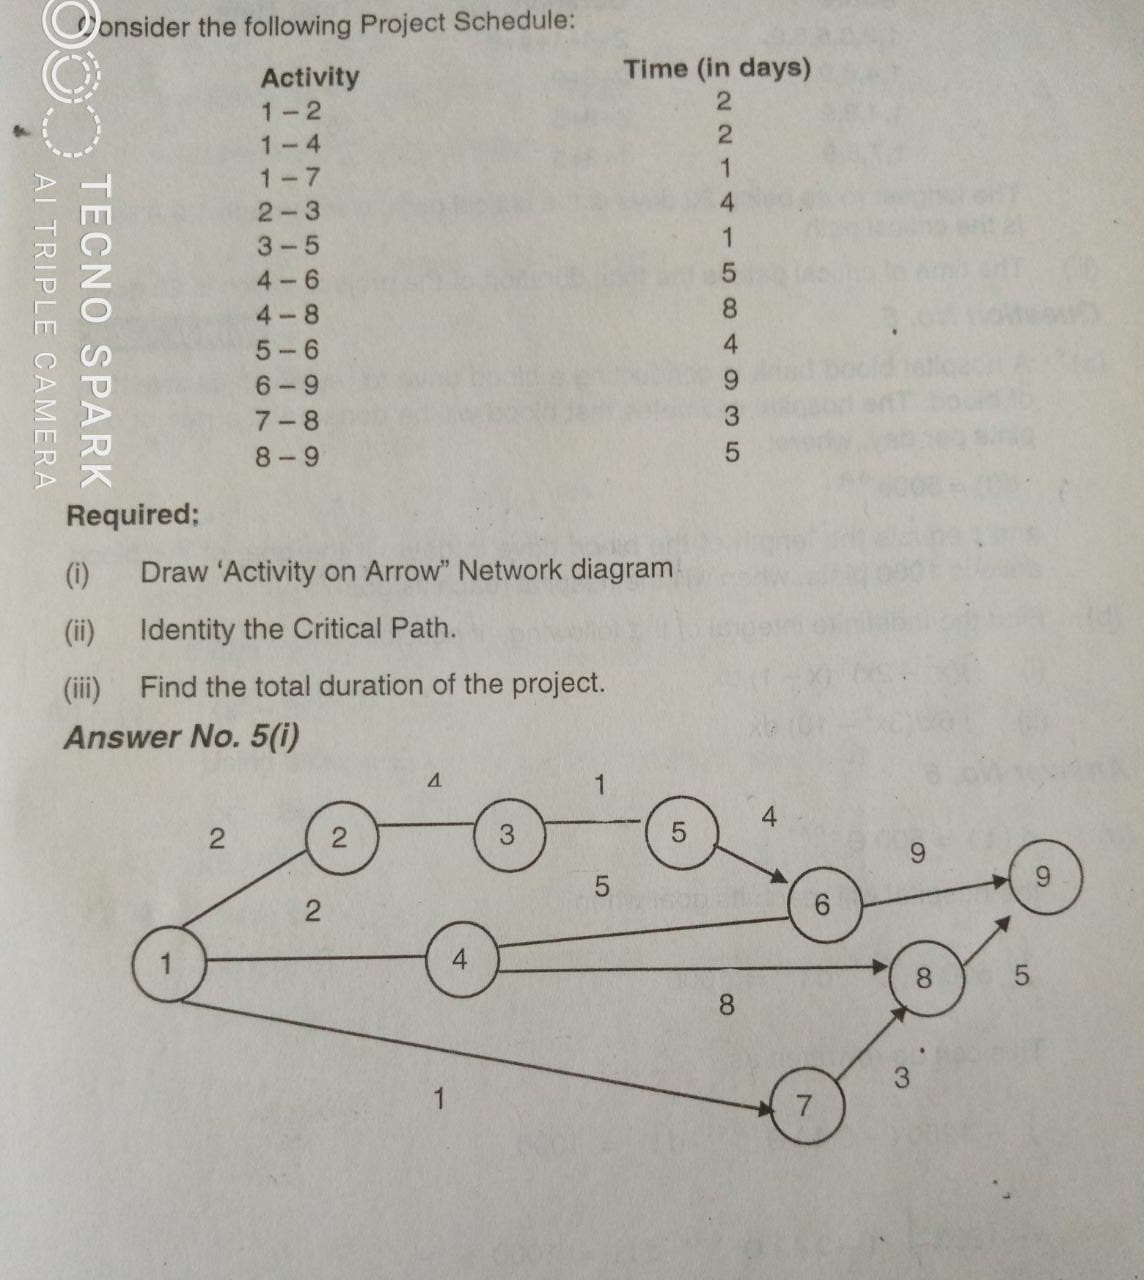 Consider the following Project Schedule:
Activity Time (in days)
1 – 2 2
1 – 4 2
1 – 7 1
2 – 3 4
3 – 5 1
4 – 6 5
4 – 8 8
5 – 6 4
6 – 9 9
7 – 8 3
8 – 9 5
Required:
(i) Draw ‘Activity on Arrow” Network diagram
(ii) Identity the Critical Path.
(iii) Find the total duration of the project.
Answer No. 5(i)
4 1
2 2 3 5 4
9
5 9
2 6
1 4
8 5
8
3
1 7
TECNO SPARK
AI TRIPLE CAMERA